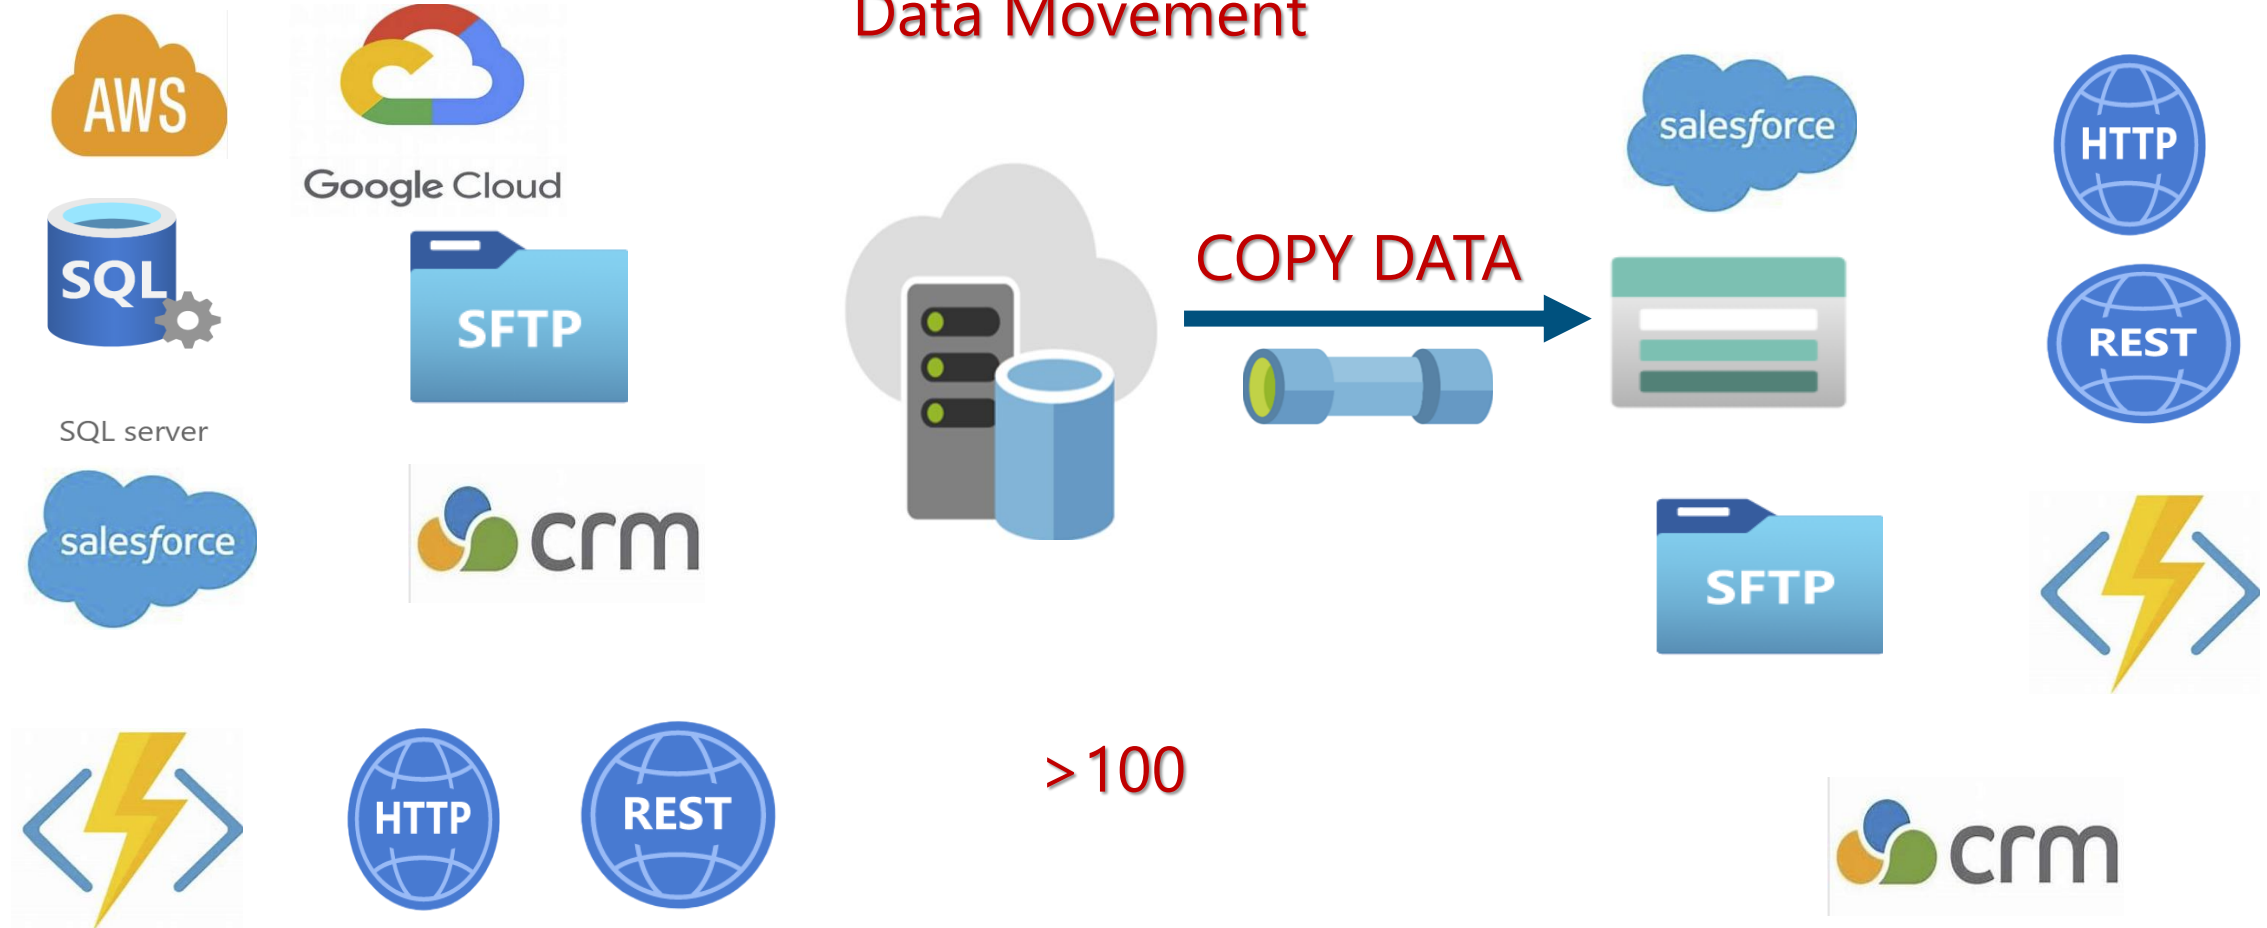 Data Movement
AWS
Google Cloud
SQL
SQL server
SFTP
salesforce
crm
HTTP
REST
COPY DATA
>100
salesforce
HTTP
REST
SFTP
crm